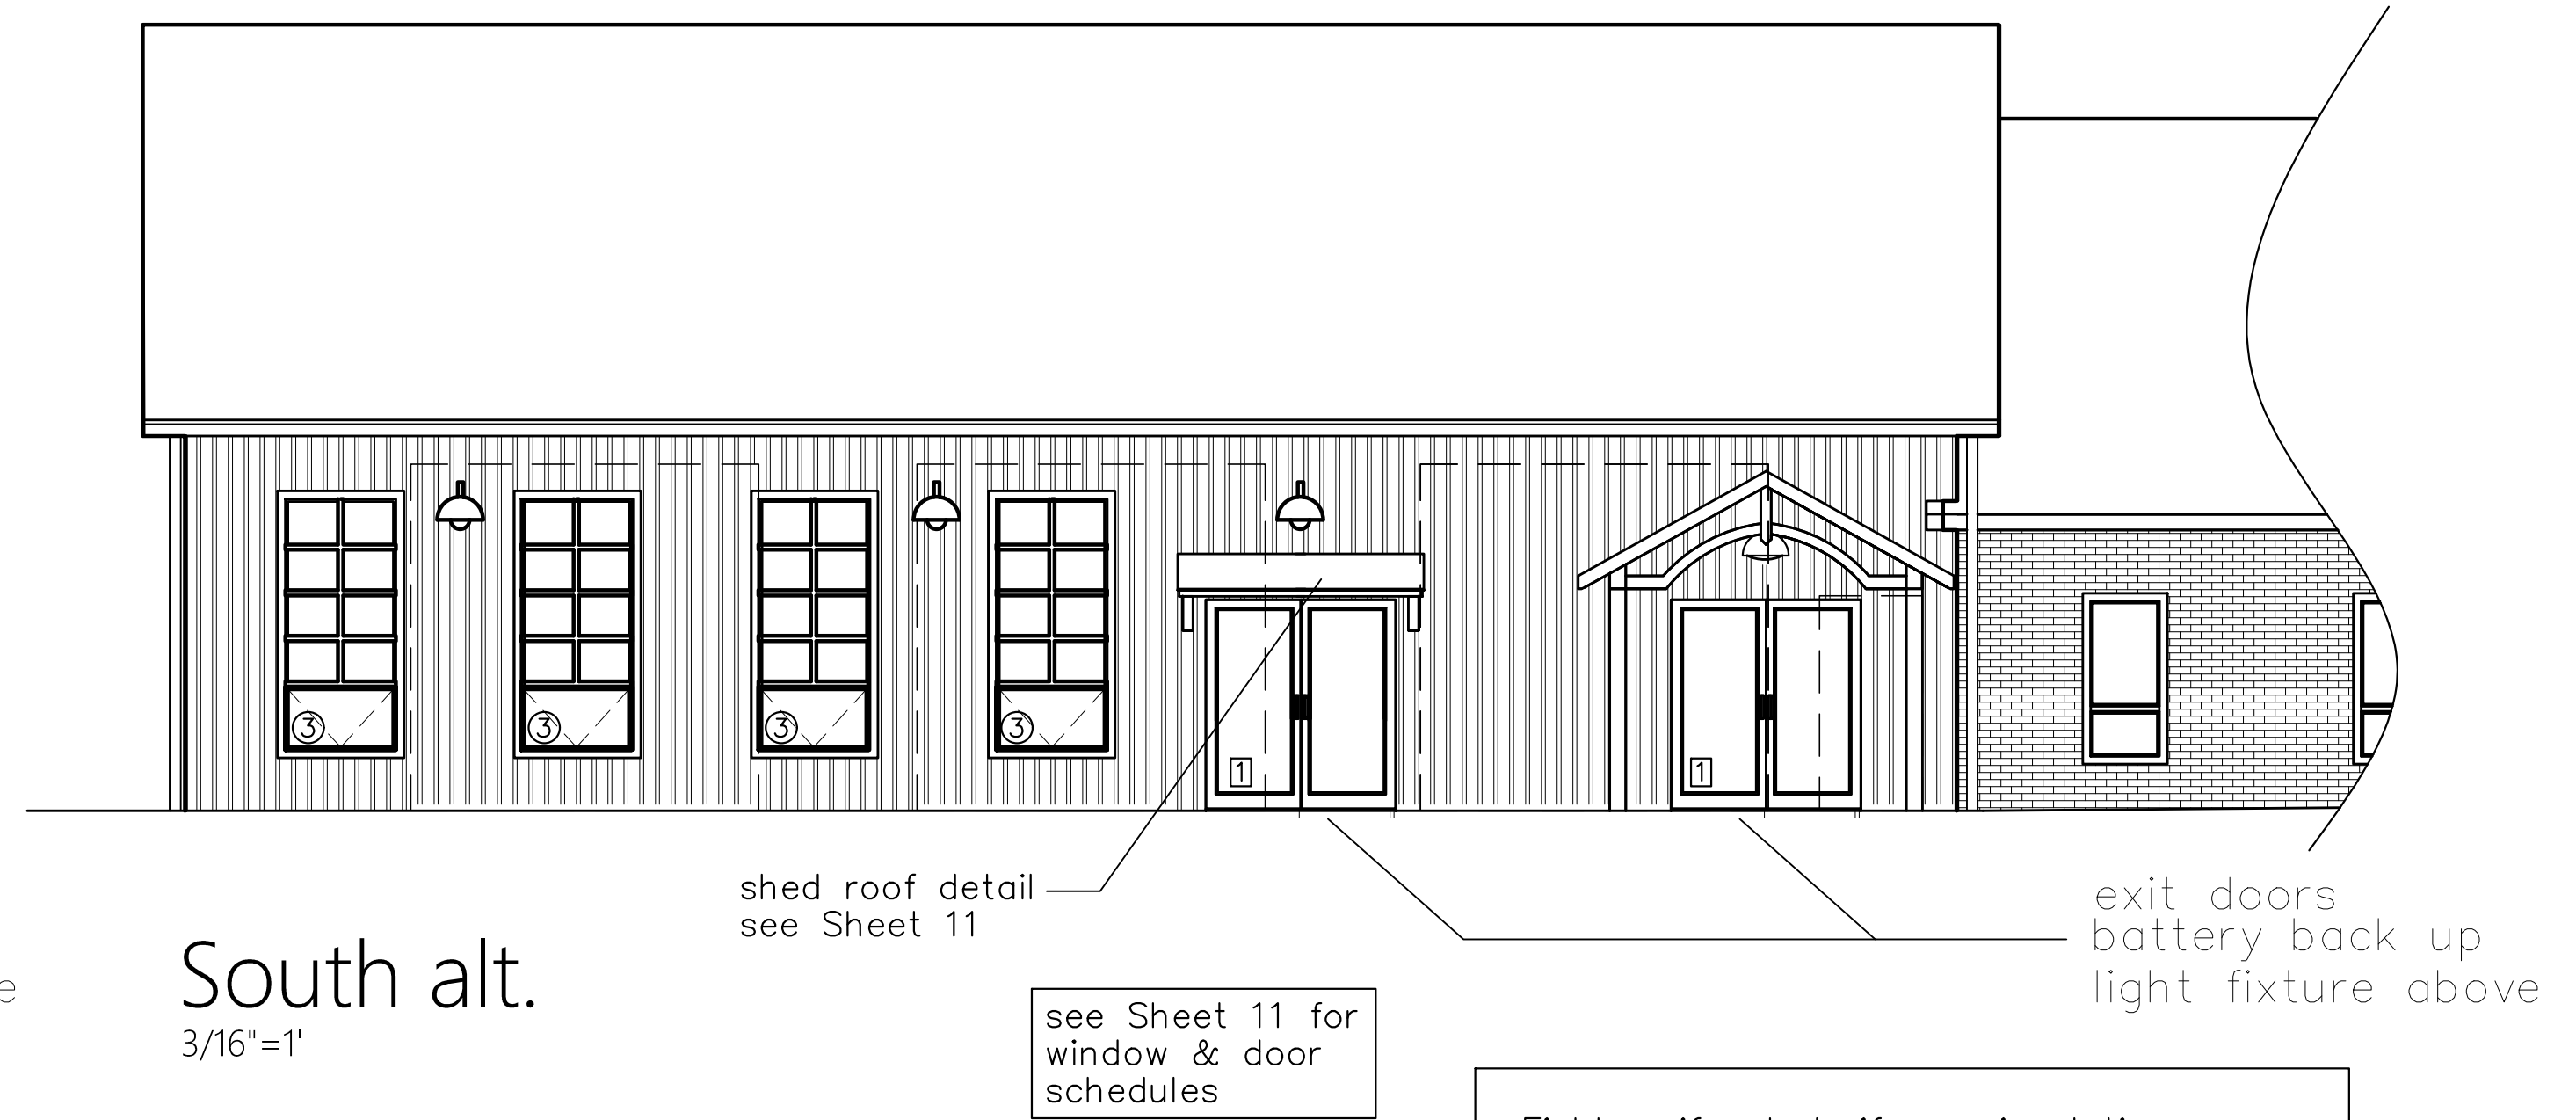 3
3
3
3
1
1
shed roof detail
see Sheet 11
exit doors
battery back up
light fixture above
South alt.
3/16"=1'
see Sheet 11 for
window & door
schedules